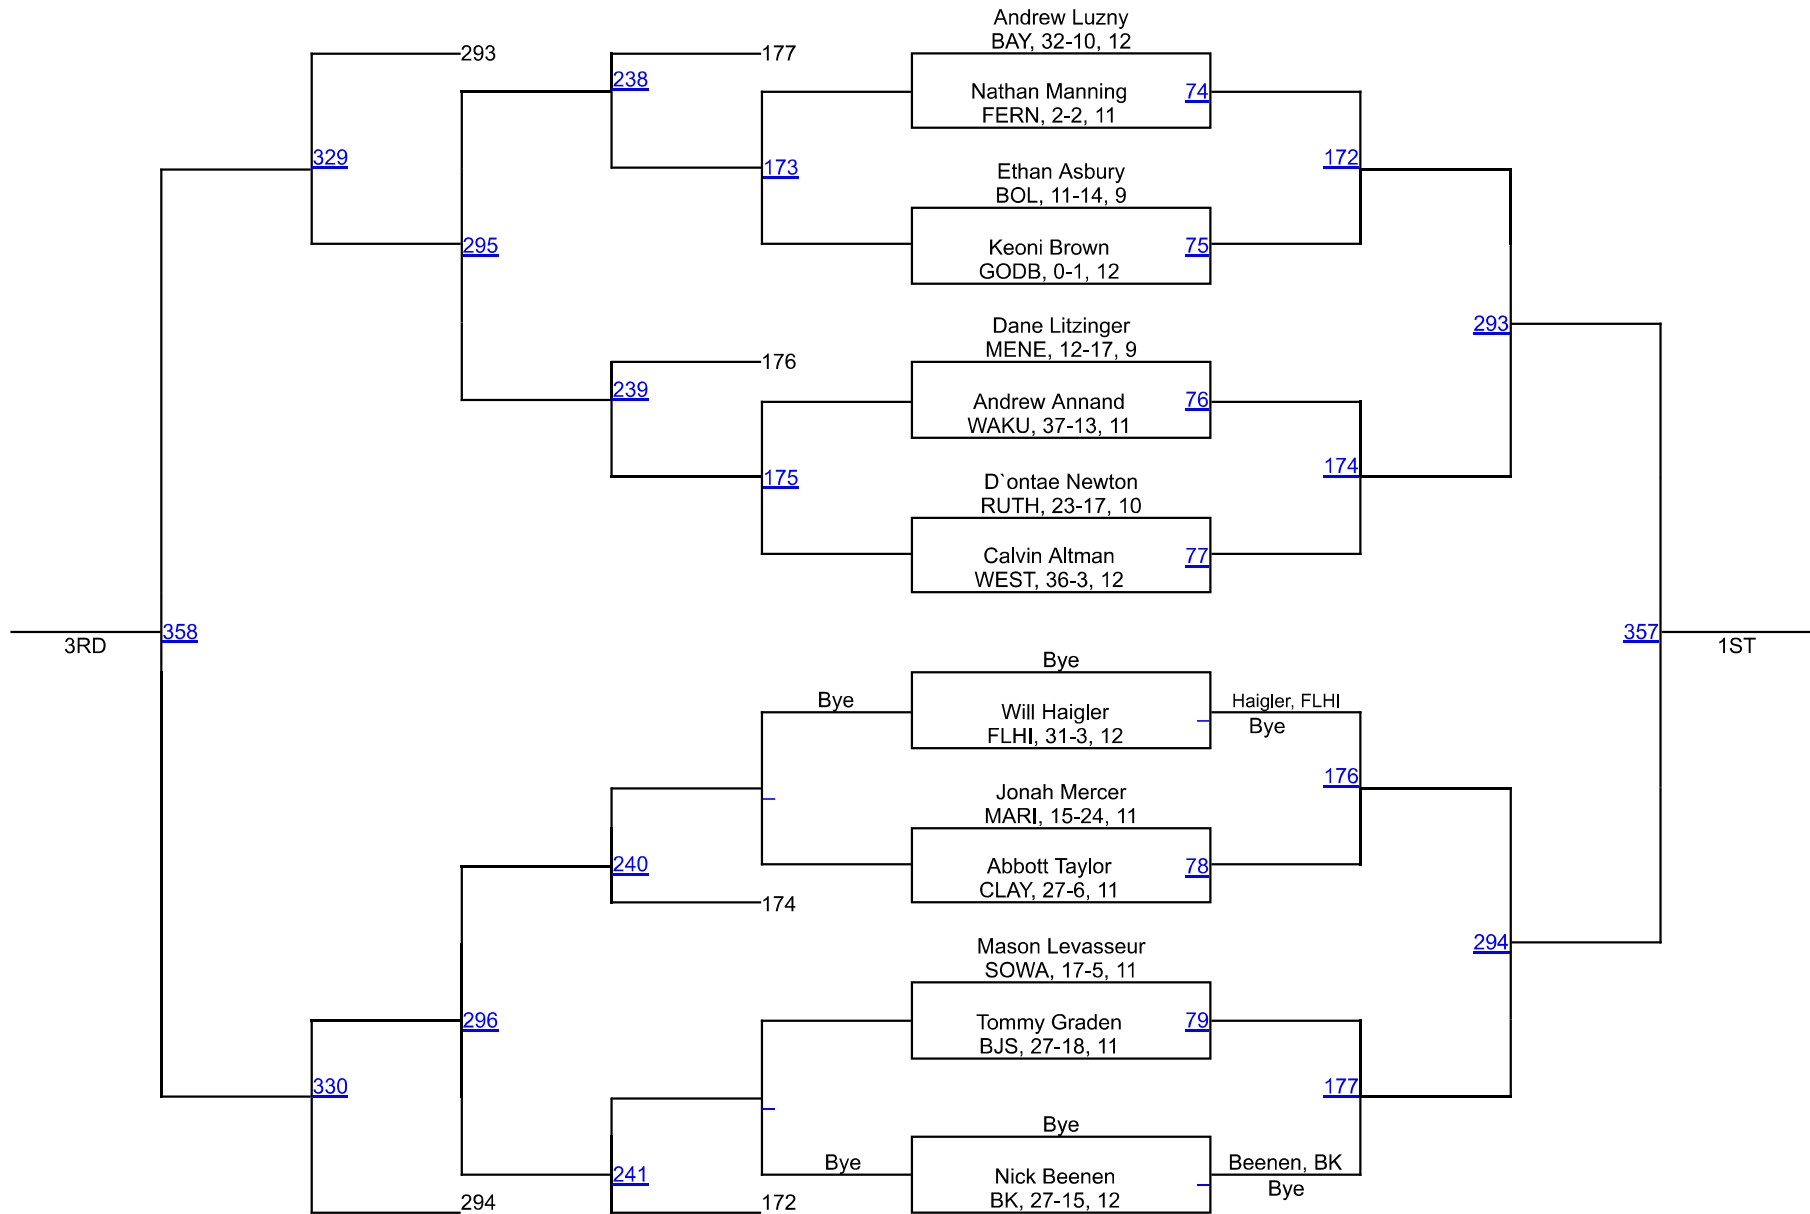 Andrew Luzny
BAY, 32-10, 12
293
177
238
Nathan Manning
74
FERN, 2-2, 11
329
173
172
Ethan Asbury
BOL, 11-14, 9
295
Keoni Brown
75
GODB, 0-1, 12
Dane Litzinger
293
MENE, 12-17, 9
176
239
Andrew Annand
76
WAKU, 37-13, 11
175
D`ontae Newton
174
RUTH, 23-17, 10
Calvin Altman
77
WEST, 36-3, 12
3RD
358
357
1ST
Bye
Bye
Will Haigler
Haigler, FLHI
FLHI, 31-3, 12
Bye
Jonah Mercer
176
MARI, 15-24, 11
240
Abbott Taylor
78
CLAY, 27-6, 11
174
Mason Levasseur
294
SOWA, 17-5, 11
296
Tommy Graden
79
BJS, 27-18, 11
330
177
Bye
Bye
Beenen, BK
241
Nick Beenen
Bye
BK, 27-15, 12
294
172